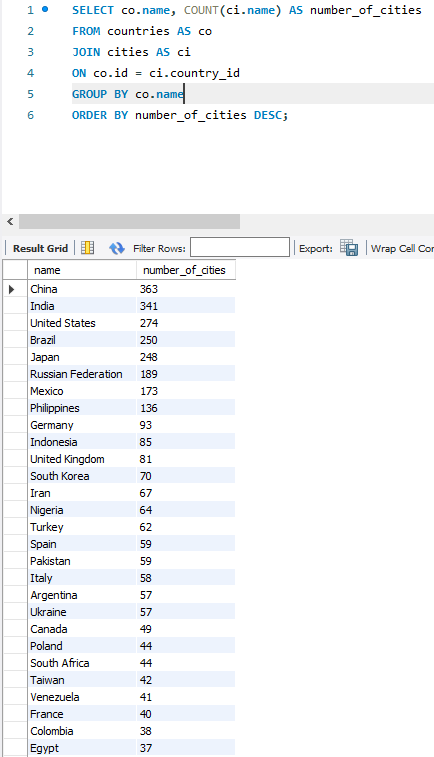 1 SELECT co.name, COUNT(ci.name) AS number_of_cities
2 FROM countries AS co
3 JOIN cities AS ci
4 ON co.id = ci.country_id
5 GROUP BY co.name
6 ORDER BY number_of_cities DESC;
Result Grid Filter Rows: Export: Wrap Cell Cor
name number_of_cities
China 363
India 341
United States 274
Brazil 250
Japan 248
Russian Federation 189
Mexico 173
Philippines 136
Germany 93
Indonesia 85
United Kingdom 81
South Korea 70
Iran 67
Nigeria 64
Turkey 62
Spain 59
Pakistan 59
Italy 58
Argentina 57
Ukraine 57
Canada 49
Poland 44
South Africa 44
Taiwan 42
Venezuela 41
France 40
Colombia 38
Egypt 37